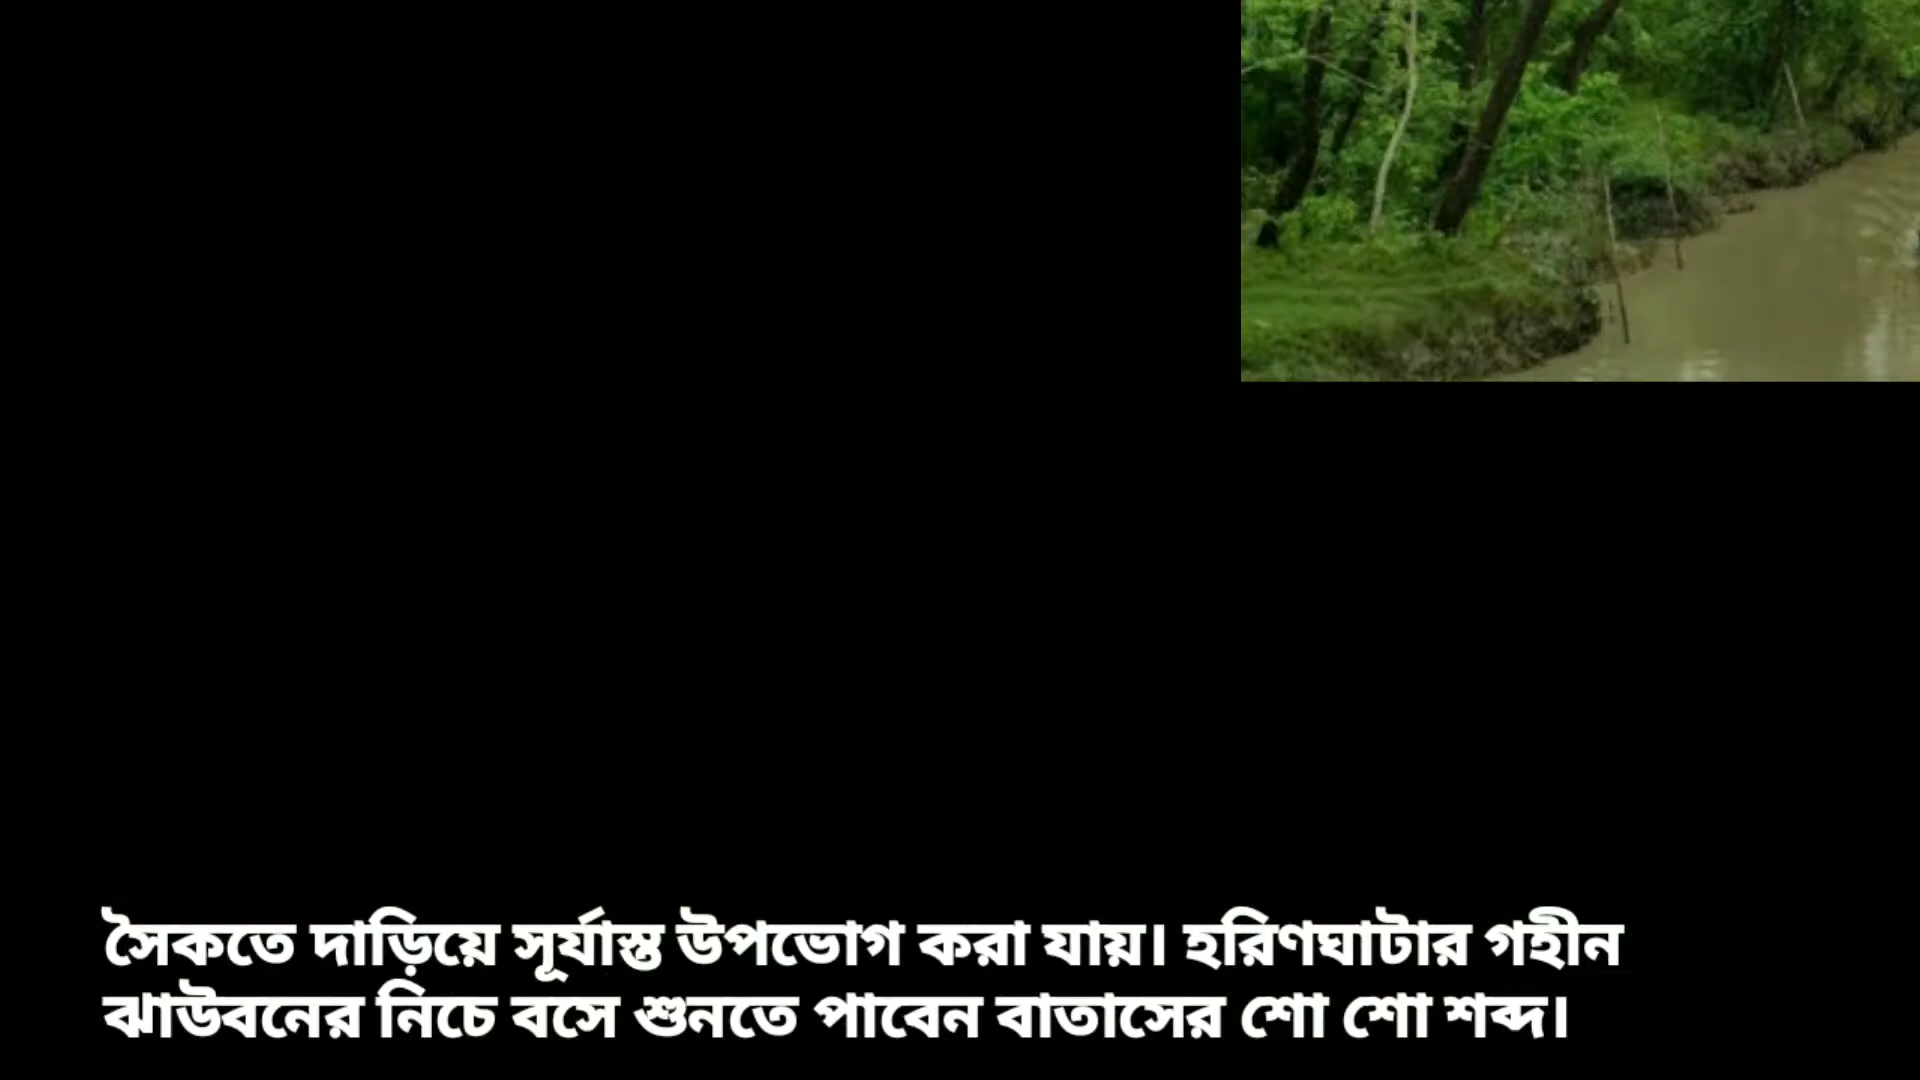 সৈকতে দাড়িয়ে সূর্যাস্ত উপভোগ করা যায়। হরিণঘাটার গহীন
ঝাউবনের নিচে বসে শুনতে পাবেন বাতাসের শো শো শব্দ।